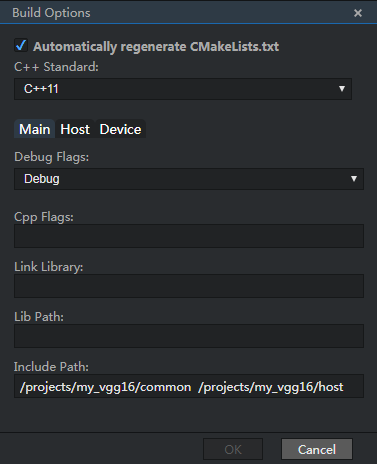 Build Options
Automatically regenerate CMakeLists.txt
C++ Standard:
C++11
Main Host Device
Debug Flags:
Debug
Cpp Flags:
Link Library:
Lib Path:
Include Path:
/projects/my_vgg16/common /projects/my_vgg16/host
OK Cancel